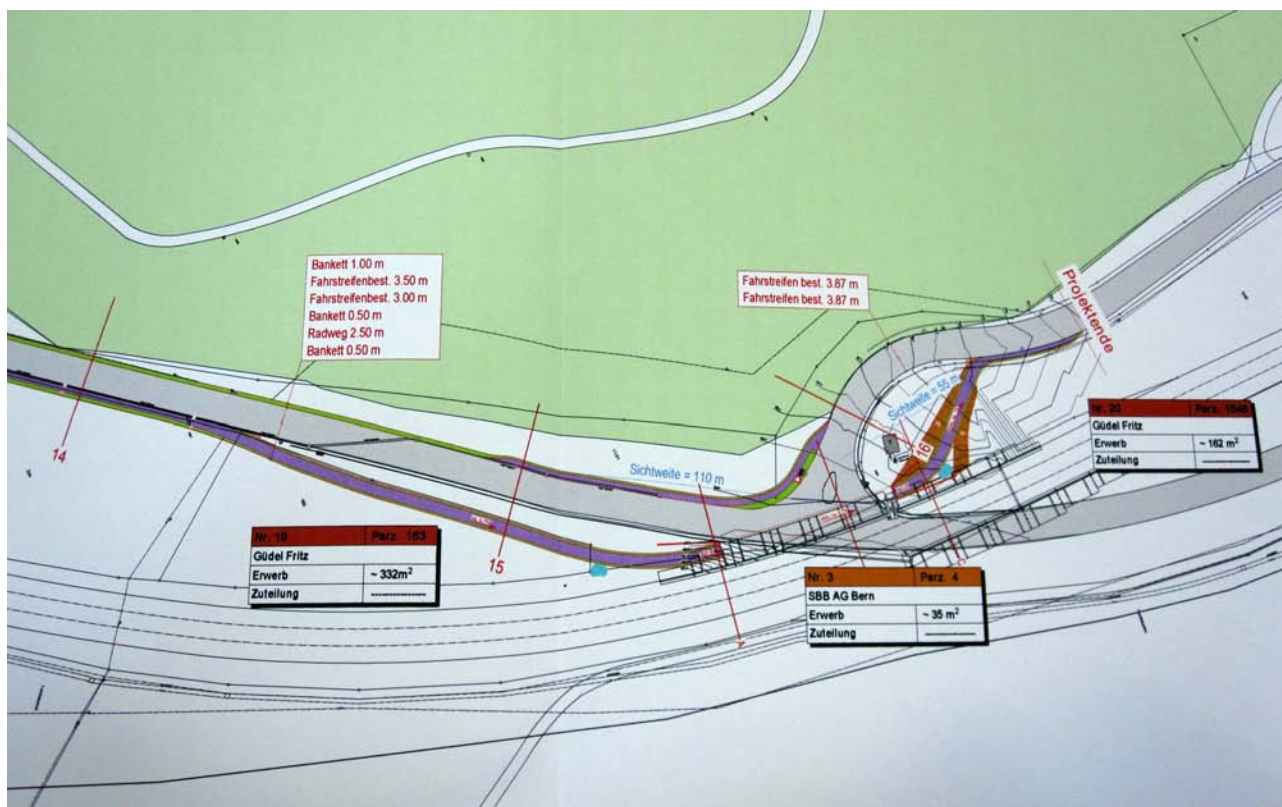 Bankett 1.00 m
Fahrstreifenbest. 3.50 m
Fahrstreifenbest. 3.00 m
Bankett 0.50 m
Radweg 2.50 m
Bankett 0.50 m
Fahrstreifen best. 3.87 m
Fahrstreifen best. 3.87 m
Projektende
Sichtweite = 55 m
Sichtweite = 110 m
14
15
16
Nr. 20 Parz. 1546
Güdel Fritz
Erwerb ~ 162 m²
Zuteilung
Nr. 19 Parz. 163
Güdel Fritz
Erwerb ~ 332m²
Zuteilung
Nr. 3 Parz. 4
SBB AG Bern
Erwerb ~ 35 m²
Zuteilung